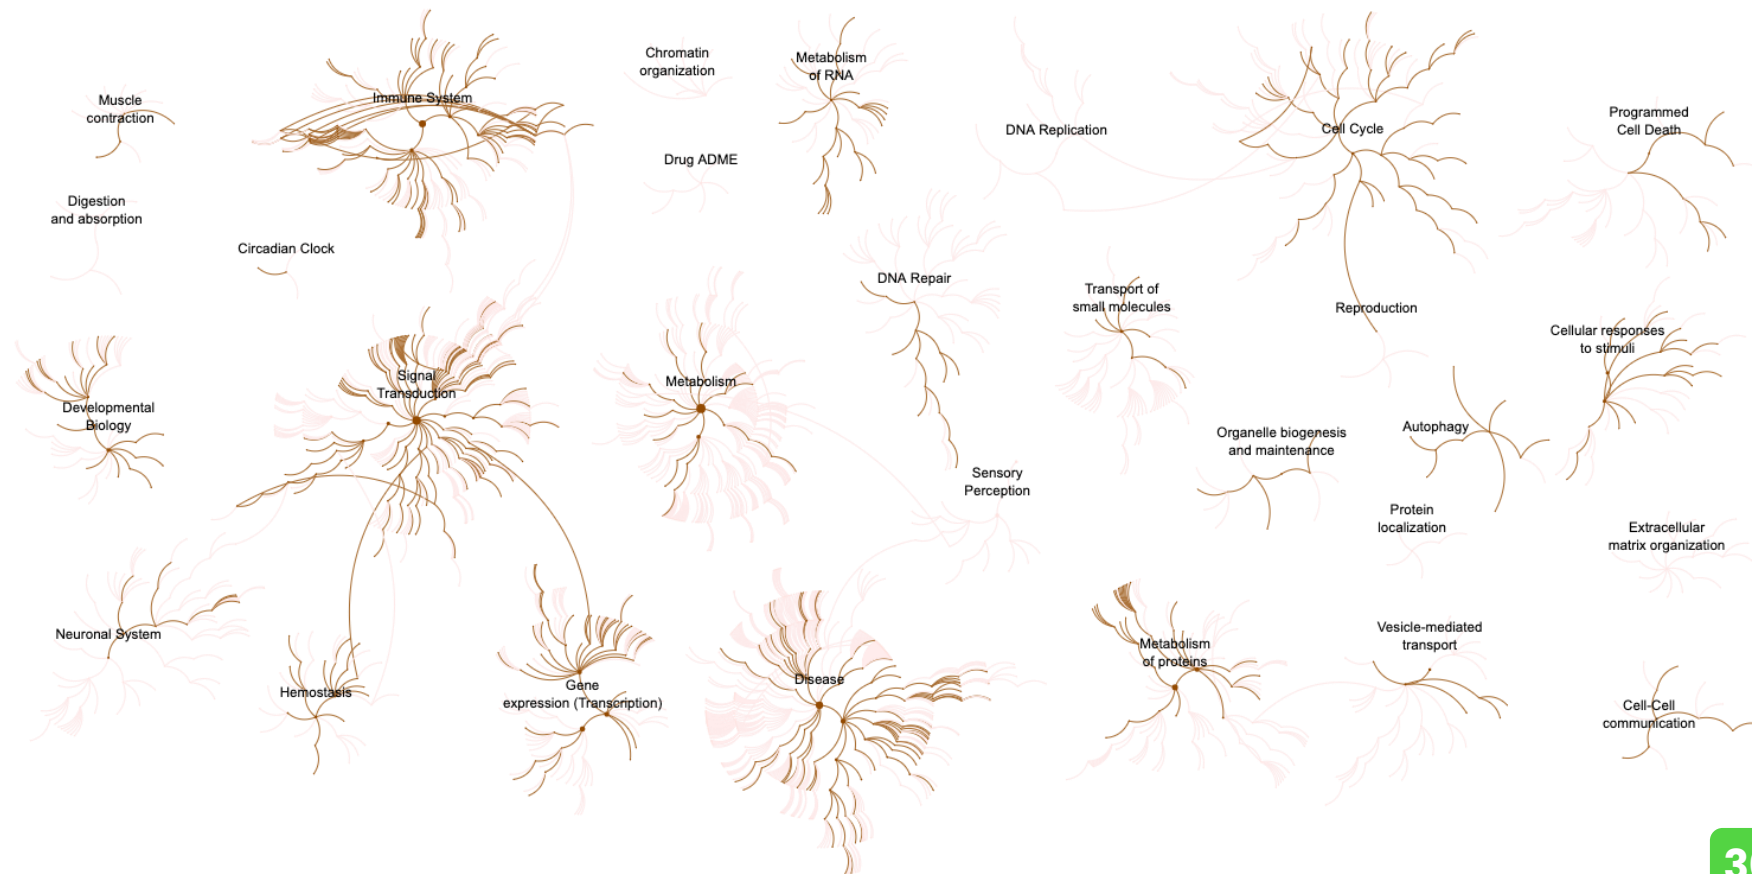 Muscle
contraction
Immune System
Chromatin
organization
Metabolism
of RNA
DNA Replication
Cell Cycle
Programmed
Cell Death
Drug ADME
Digestion
and absorption
Circadian Clock
DNA Repair
Transport of
small molecules
Reproduction
Cellular responses
to stimuli
Signal
Transduction
Metabolism
Developmental
Biology
Autophagy
Organelle biogenesis
and maintenance
Sensory
Perception
Protein
localization
Extracellular
matrix organization
Neuronal System
Hemostasis
Gene
expression (Transcription)
Disease
Metabolism
of proteins
Vesicle-mediated
transport
Cell-Cell
communication